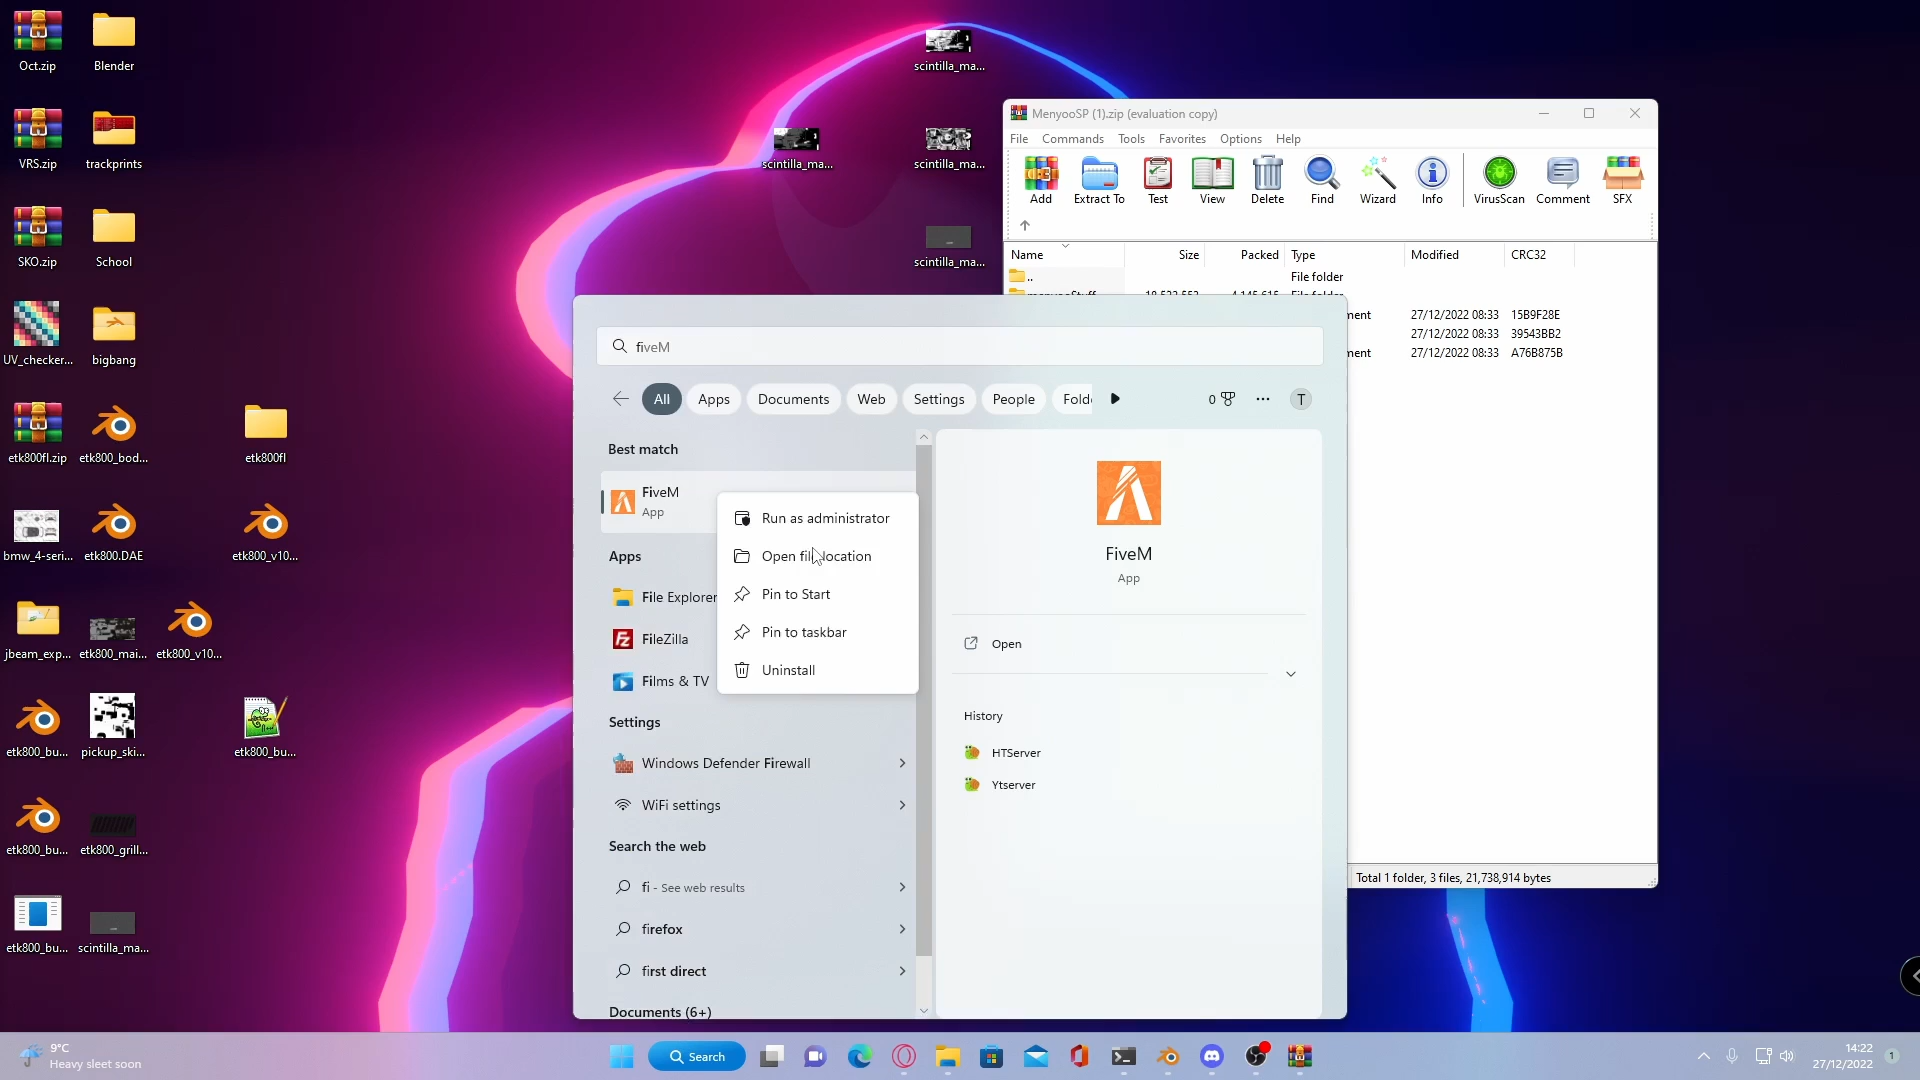 Oct.zip
Blender
VRS.zip
trackprints
SKO.zip
School
UV_checker...
bigbang
etk800fl.zip
etk800_bod...
etk800fl
bmw_4-seri...
etk800.DAE
etk800_v10...
jbeam_exp...
etk800_mai...
etk800_v10...
etk800_bu...
pickup_ski...
etk800_bu...
etk800_bu...
etk800_grill...
etk800_bu...
scintilla_ma...
scintilla_ma...
scintilla_ma...
scintilla_ma...
scintilla_ma...
MenyooSP (1).zip (evaluation copy)
File Commands Tools Favorites Options Help
Add Extract To Test View Delete Find Wizard Info VirusScan Comment SFX
Name Size Packed Type Modified CRC32
.. File folder
menyooStuff 18,532,553 4,145,615 File folder
ment 27/12/2022 08:33 15B9F28E
27/12/2022 08:33 39543BB2
ment 27/12/2022 08:33 A76B875B
Total 1 folder, 3 files, 21,738,914 bytes
fiveM
All Apps Documents Web Settings People Fold 0 T
Best match
FiveM
App
Apps
File Explorer
FileZilla
Films & TV
Settings
Windows Defender Firewall
WiFi settings
Search the web
fi - See web results
firefox
first direct
Documents (6+)
Run as administrator
Open file location
Pin to Start
Pin to taskbar
Uninstall
FiveM
App
Open
History
HTServer
Ytserver
9°C
Heavy sleet soon
Search
14:22
27/12/2022
1